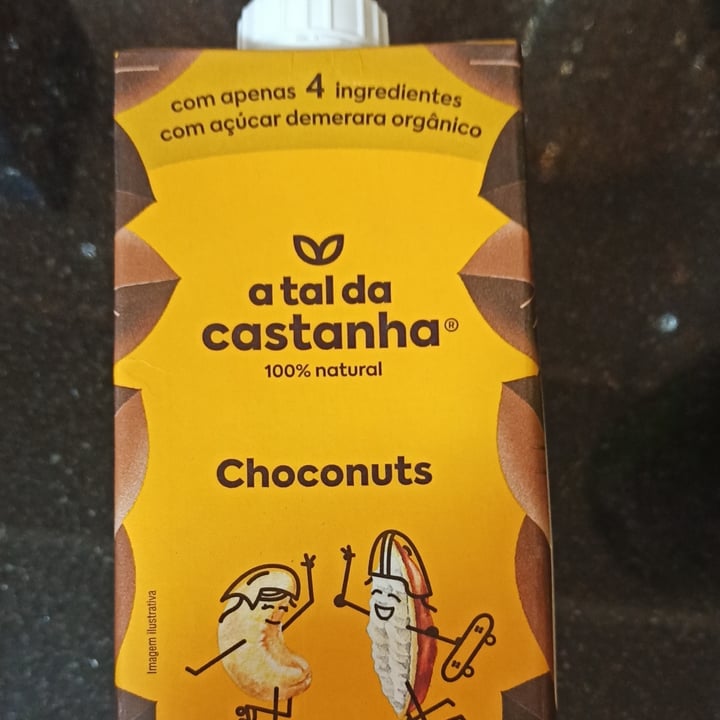 com apenas 4 ingredientes
com açúcar demerara orgânico
a tal da
castanha®
100% natural
Choconuts
Imagem ilustrativa